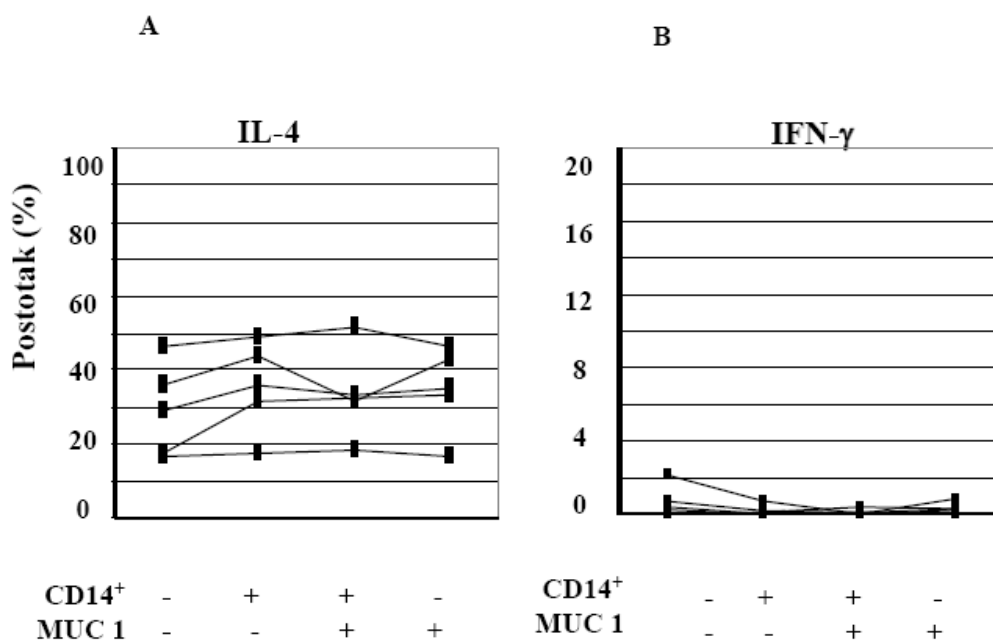 A
B
IL-4
IFN-γ
Postotak (%)
100
80
60
40
20
0
20
16
12
8
4
0
CD14⁺ - + + -
MUC 1 - - + +
CD14⁺ - + + -
MUC 1 - - + +